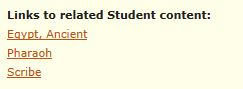 Links to related Student content:
Egypt, Ancient
Pharaoh
Scribe